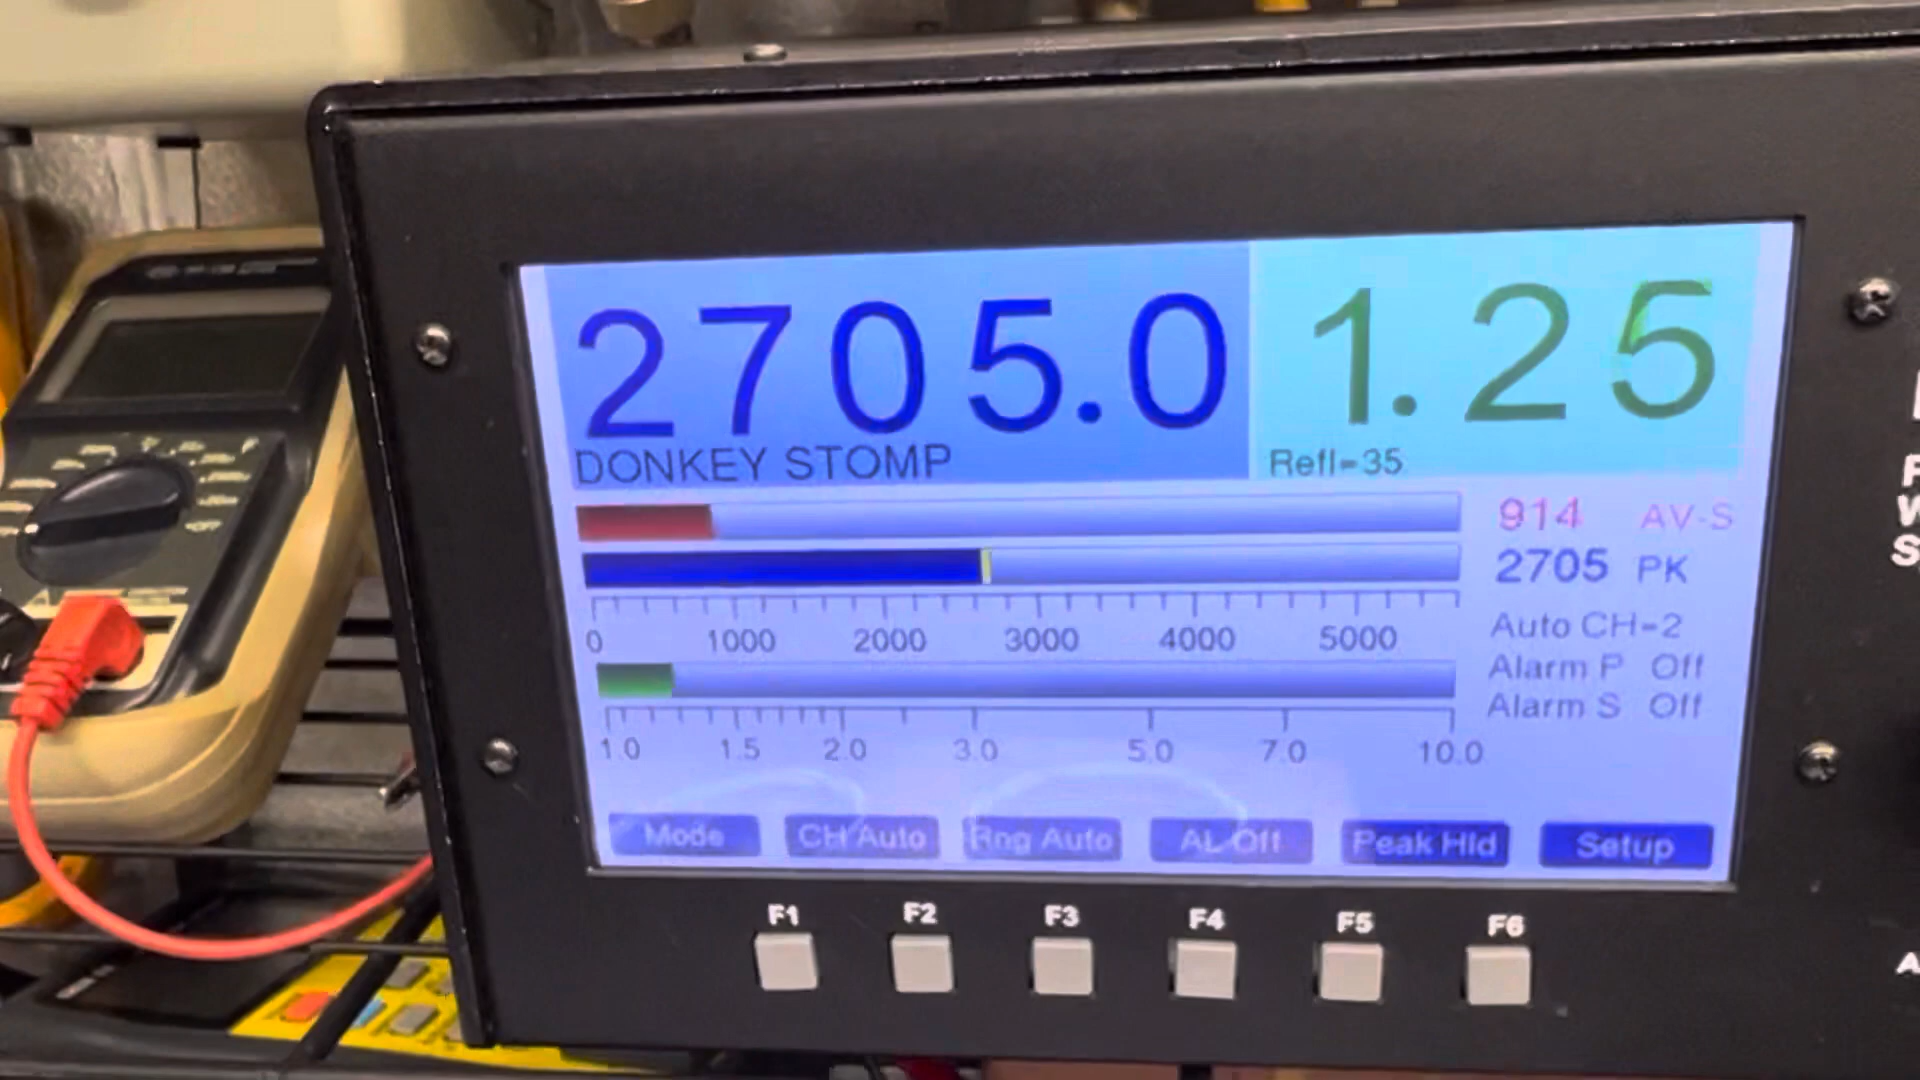 2705.0 1.25
DONKEY STOMP Refl=35
914 AV-S
2705 PK
0 1000 2000 3000 4000 5000
Auto CH-2
Alarm P Off
Alarm S Off
1.0 1.5 2.0 3.0 5.0 7.0 10.0
Mode CH Auto Rng Auto AL Off Peak Hld Setup
F1 F2 F3 F4 F5 F6